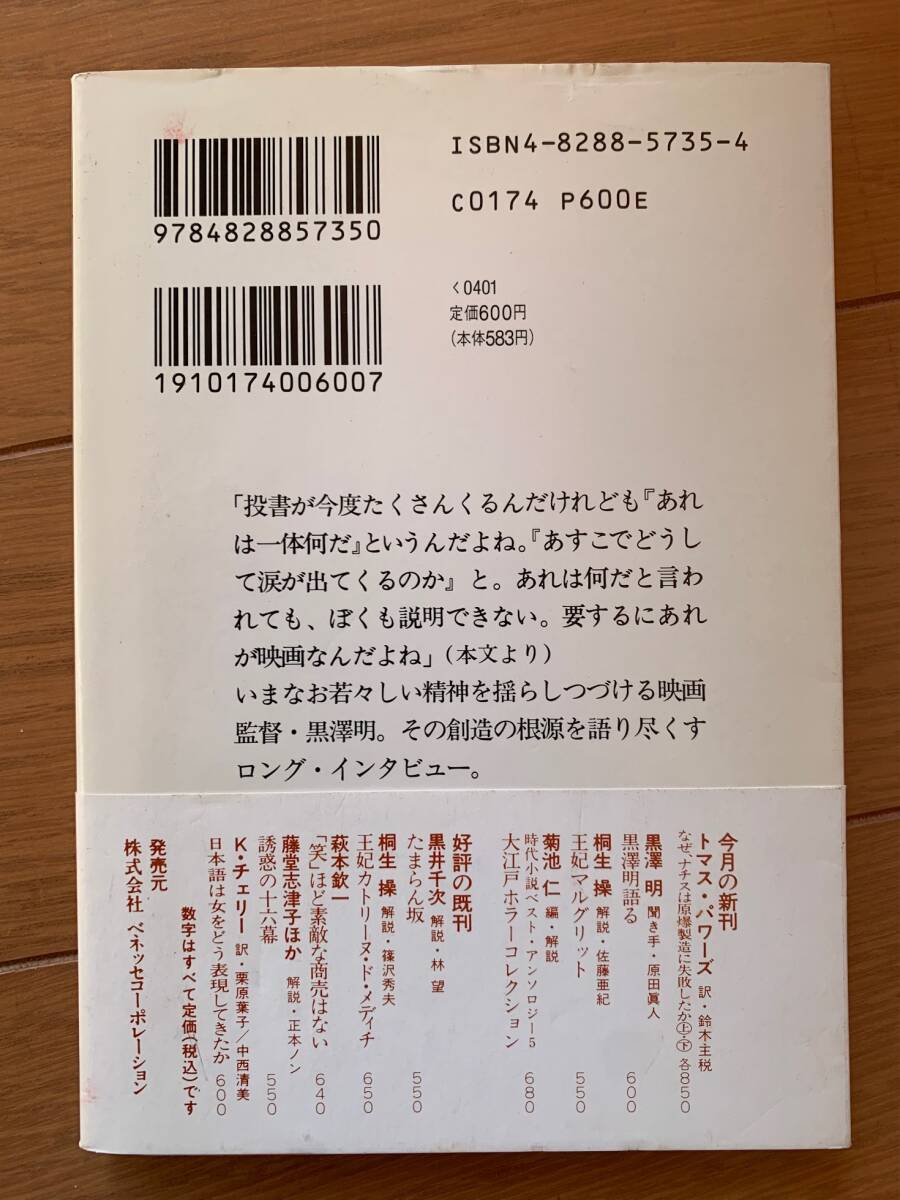 ISBN4-8288-5735-4
C0174 P600E
9784828857350
1910174006007
く0401
定価600円
(本体583円)
「投書が今度たくさんくるんだけれども『あれ
は一体何だ』というんだよね。『あすこでどうし
て涙が出てくるのか』と。あれは何だと言わ
れても、ぼくも説明できない。要するにあれ
が映画なんだよね」(本文より)
いまなお若々しい精神を揺らしつづける映画
監督・黒澤明。その創造の根源を語り尽くす
ロング・インタビュー。
今月の新刊
トマス・パワーズ 訳・鈴木主税
なぜ、ナチスは原爆製造に失敗したか上・下 各850
黒澤 明 聞き手・原田眞人
黒澤明語る 600
桐生 操 解説・佐藤亜紀
王妃マルグリット 550
菊池 仁 編・解説
時代小説ベスト・アンソロジー5
大江戸ホラーコレクション 680
好評の既刊
黒井千次 解説・林 望
たまらん坂 550
桐生 操 解説・篠沢秀夫
王妃カトリーヌ・ド・メディチ 650
萩本欽一
「笑」ほど素敵な商売はない 640
藤堂志津子ほか 解説・正本ノン
誘惑の十六幕 550
K・チェリー 訳・栗原葉子/中西清美
日本語は女をどう表現してきたか 600
数字はすべて定価(税込)です
発売元
株式会社 ベネッセコーポレーション